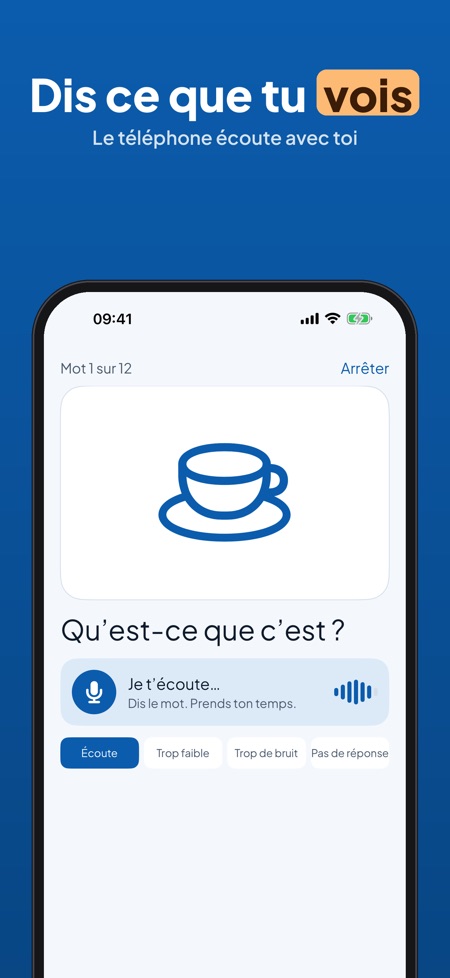 Dis ce que tu vois
Le téléphone écoute avec toi
09:41
Mot 1 sur 12
Arrêter
Qu’est-ce que c’est ?
Je t’écoute…
Dis le mot. Prends ton temps.
Écoute
Trop faible
Trop de bruit
Pas de réponse